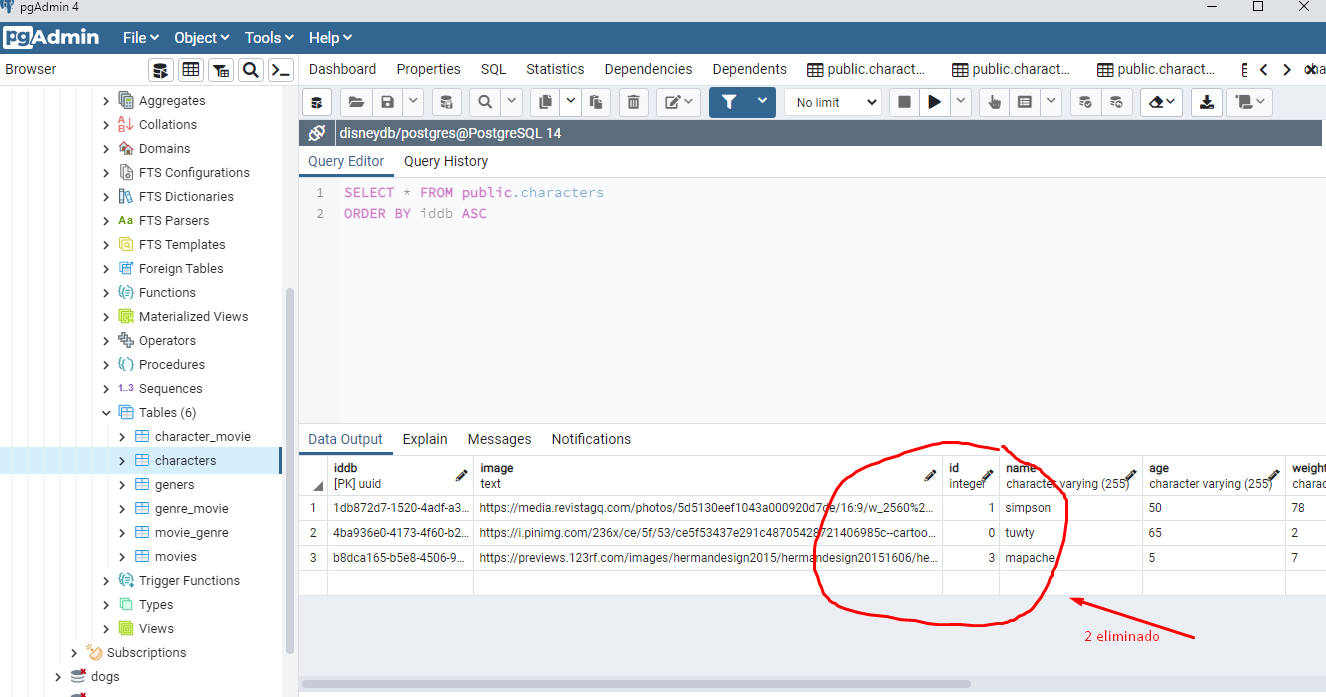 pgAdmin 4
pgAdmin File Object Tools Help
Browser
Dashboard Properties SQL Statistics Dependencies Dependents public.charact... public.charact... public.charact...
No limit
disneydb/postgres@PostgreSQL 14
Query Editor Query History
1 SELECT * FROM public.characters
2 ORDER BY iddb ASC
Aggregates
Collations
Domains
FTS Configurations
FTS Dictionaries
Aa FTS Parsers
FTS Templates
Foreign Tables
Functions
Materialized Views
Operators
Procedures
1..3 Sequences
Tables (6)
character_movie
characters
geners
genre_movie
movie_genre
movies
Trigger Functions
Types
Views
Subscriptions
dogs
Data Output Explain Messages Notifications
iddb image id name age weight
[PK] uuid text integer character varying (255) character varying (255) charac
1 1db872d7-1520-4adf-a3... https://media.revistagq.com/photos/5d5130eef1043a000920d7de/16:9/w_2560%2... 1 simpson 50 78
2 4ba936e0-4173-4f60-b2... https://i.pinimg.com/236x/ce/5f/53/ce5f53437e291c48705428721406985c--cartoo... 0 tuwty 65 2
3 b8dca165-b5e8-4506-9... https://previews.123rf.com/images/hermandesign2015/hermandesign20151606/he... 3 mapache 5 7
2 eliminado